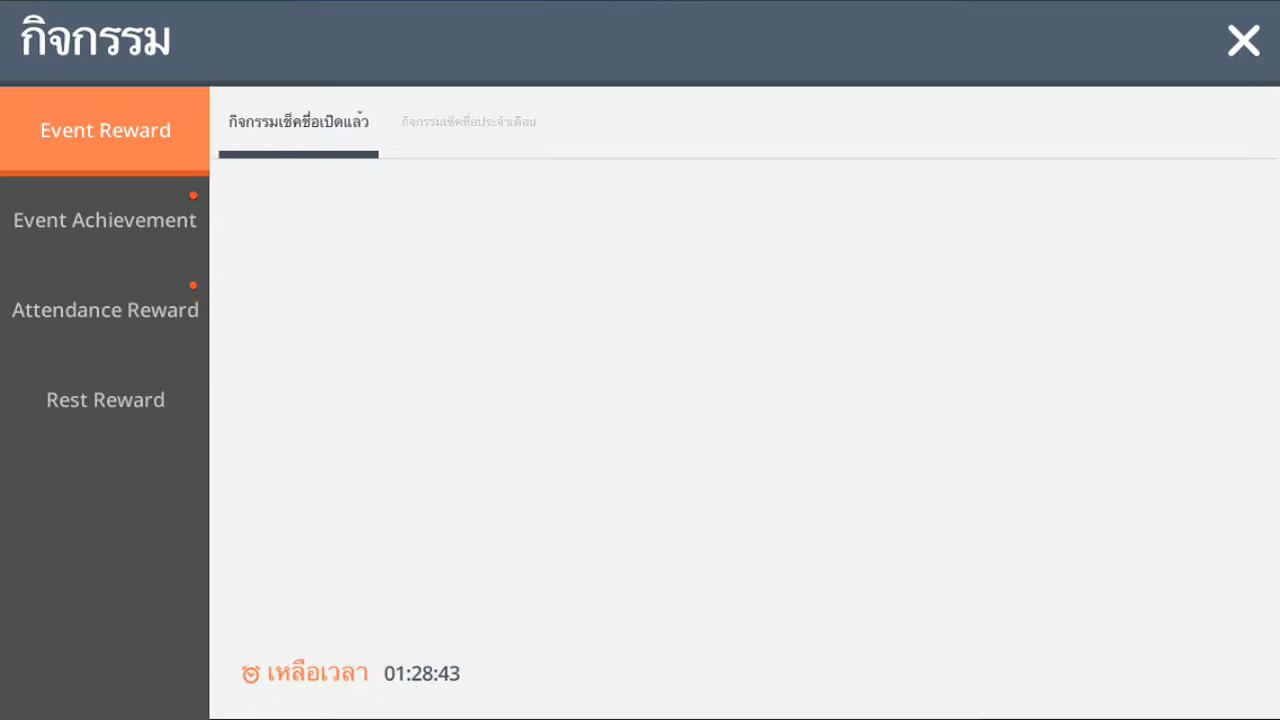 กิจกรรม
Event Reward
กิจกรรมเช็คชื่อเปิดแล้ว
กิจกรรมเช็คชื่อประจำเดือน
Event Achievement
Attendance Reward
Rest Reward
เหลือเวลา 01:28:43